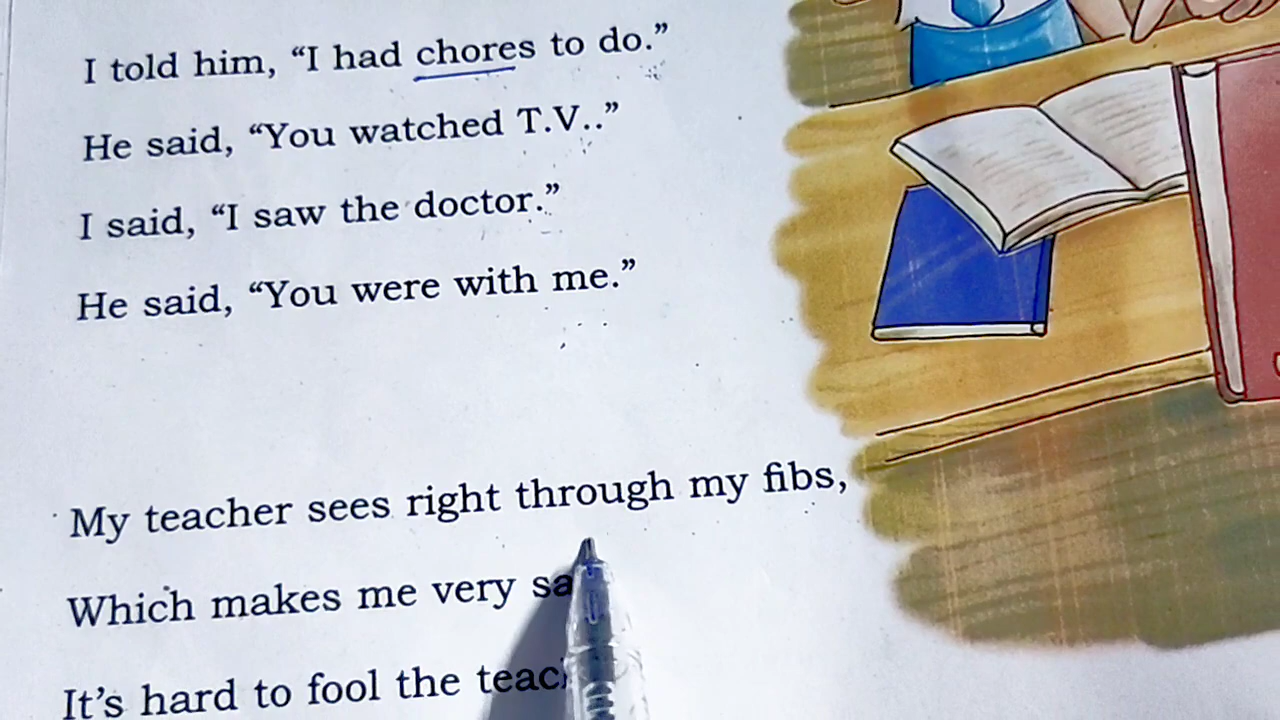 I told him, “I had chores to do.”
He said, “You watched T.V..”
I said, “I saw the doctor.”
He said, “You were with me.”
My teacher sees right through my fibs,
Which makes me very
It’s hard to fool the